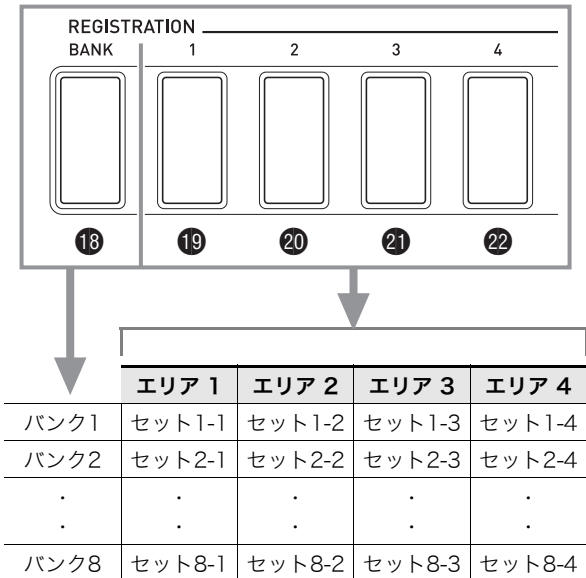 REGISTRATION
BANK 1 2 3 4
⓲ ⓳ ⓴ ㉑ ㉒
エリア 1 エリア 2 エリア 3 エリア 4
バンク1 セット1-1 セット1-2 セット1-3 セット1-4
バンク2 セット2-1 セット2-2 セット2-3 セット2-4
・ ・ ・ ・ ・
・ ・ ・ ・ ・
バンク8 セット8-1 セット8-2 セット8-3 セット8-4